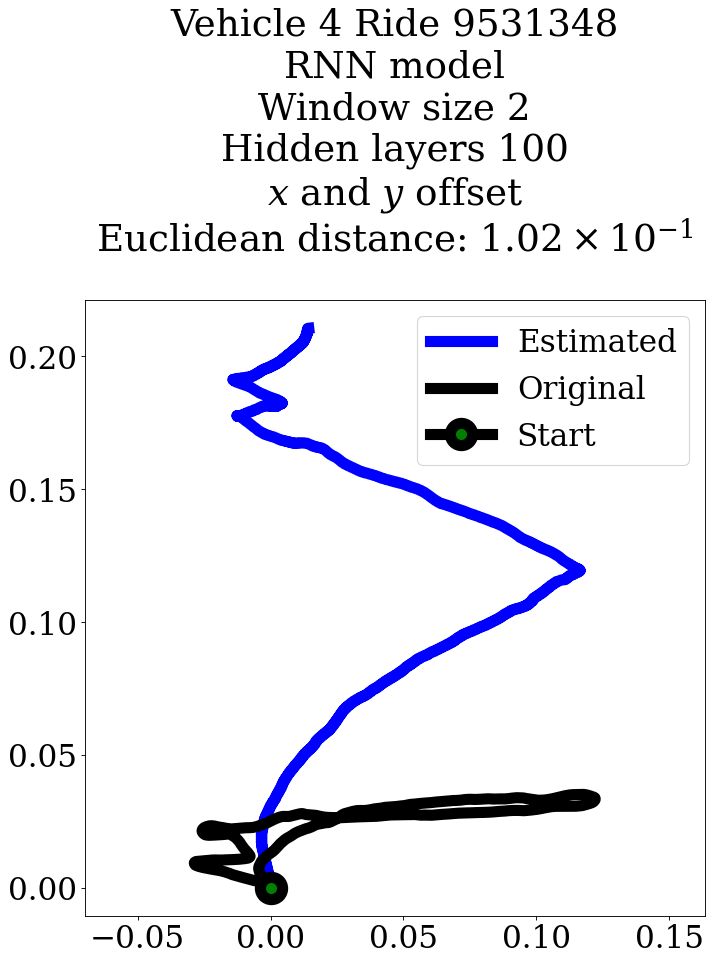 Vehicle 4 Ride 9531348
RNN model
Window size 2
Hidden layers 100
x and y offset
Euclidean distance: 1.02 × 10⁻¹
Estimated
Original
Start
0.20
0.15
0.10
0.05
0.00
−0.05 0.00 0.05 0.10 0.15